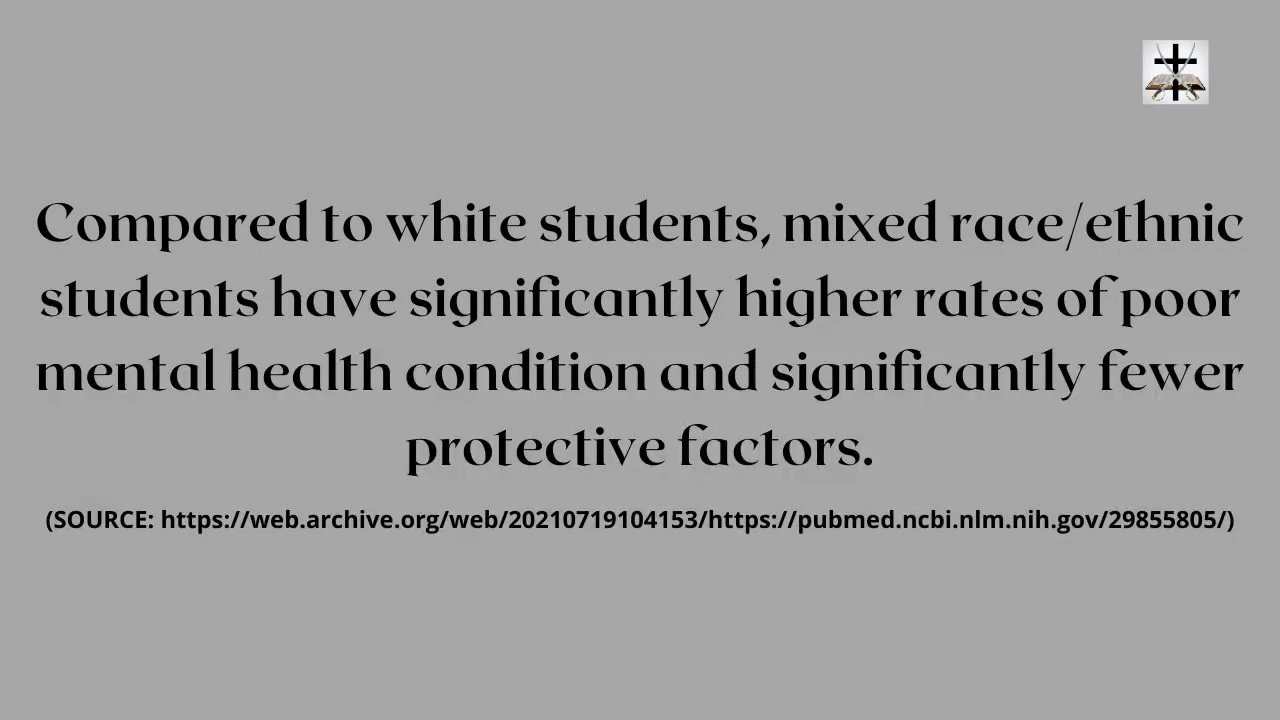 Compared to white students, mixed race/ethnic
students have significantly higher rates of poor
mental health condition and significantly fewer
protective factors.
(SOURCE: https://web.archive.org/web/20210719104153/https://pubmed.ncbi.nlm.nih.gov/29855805/)